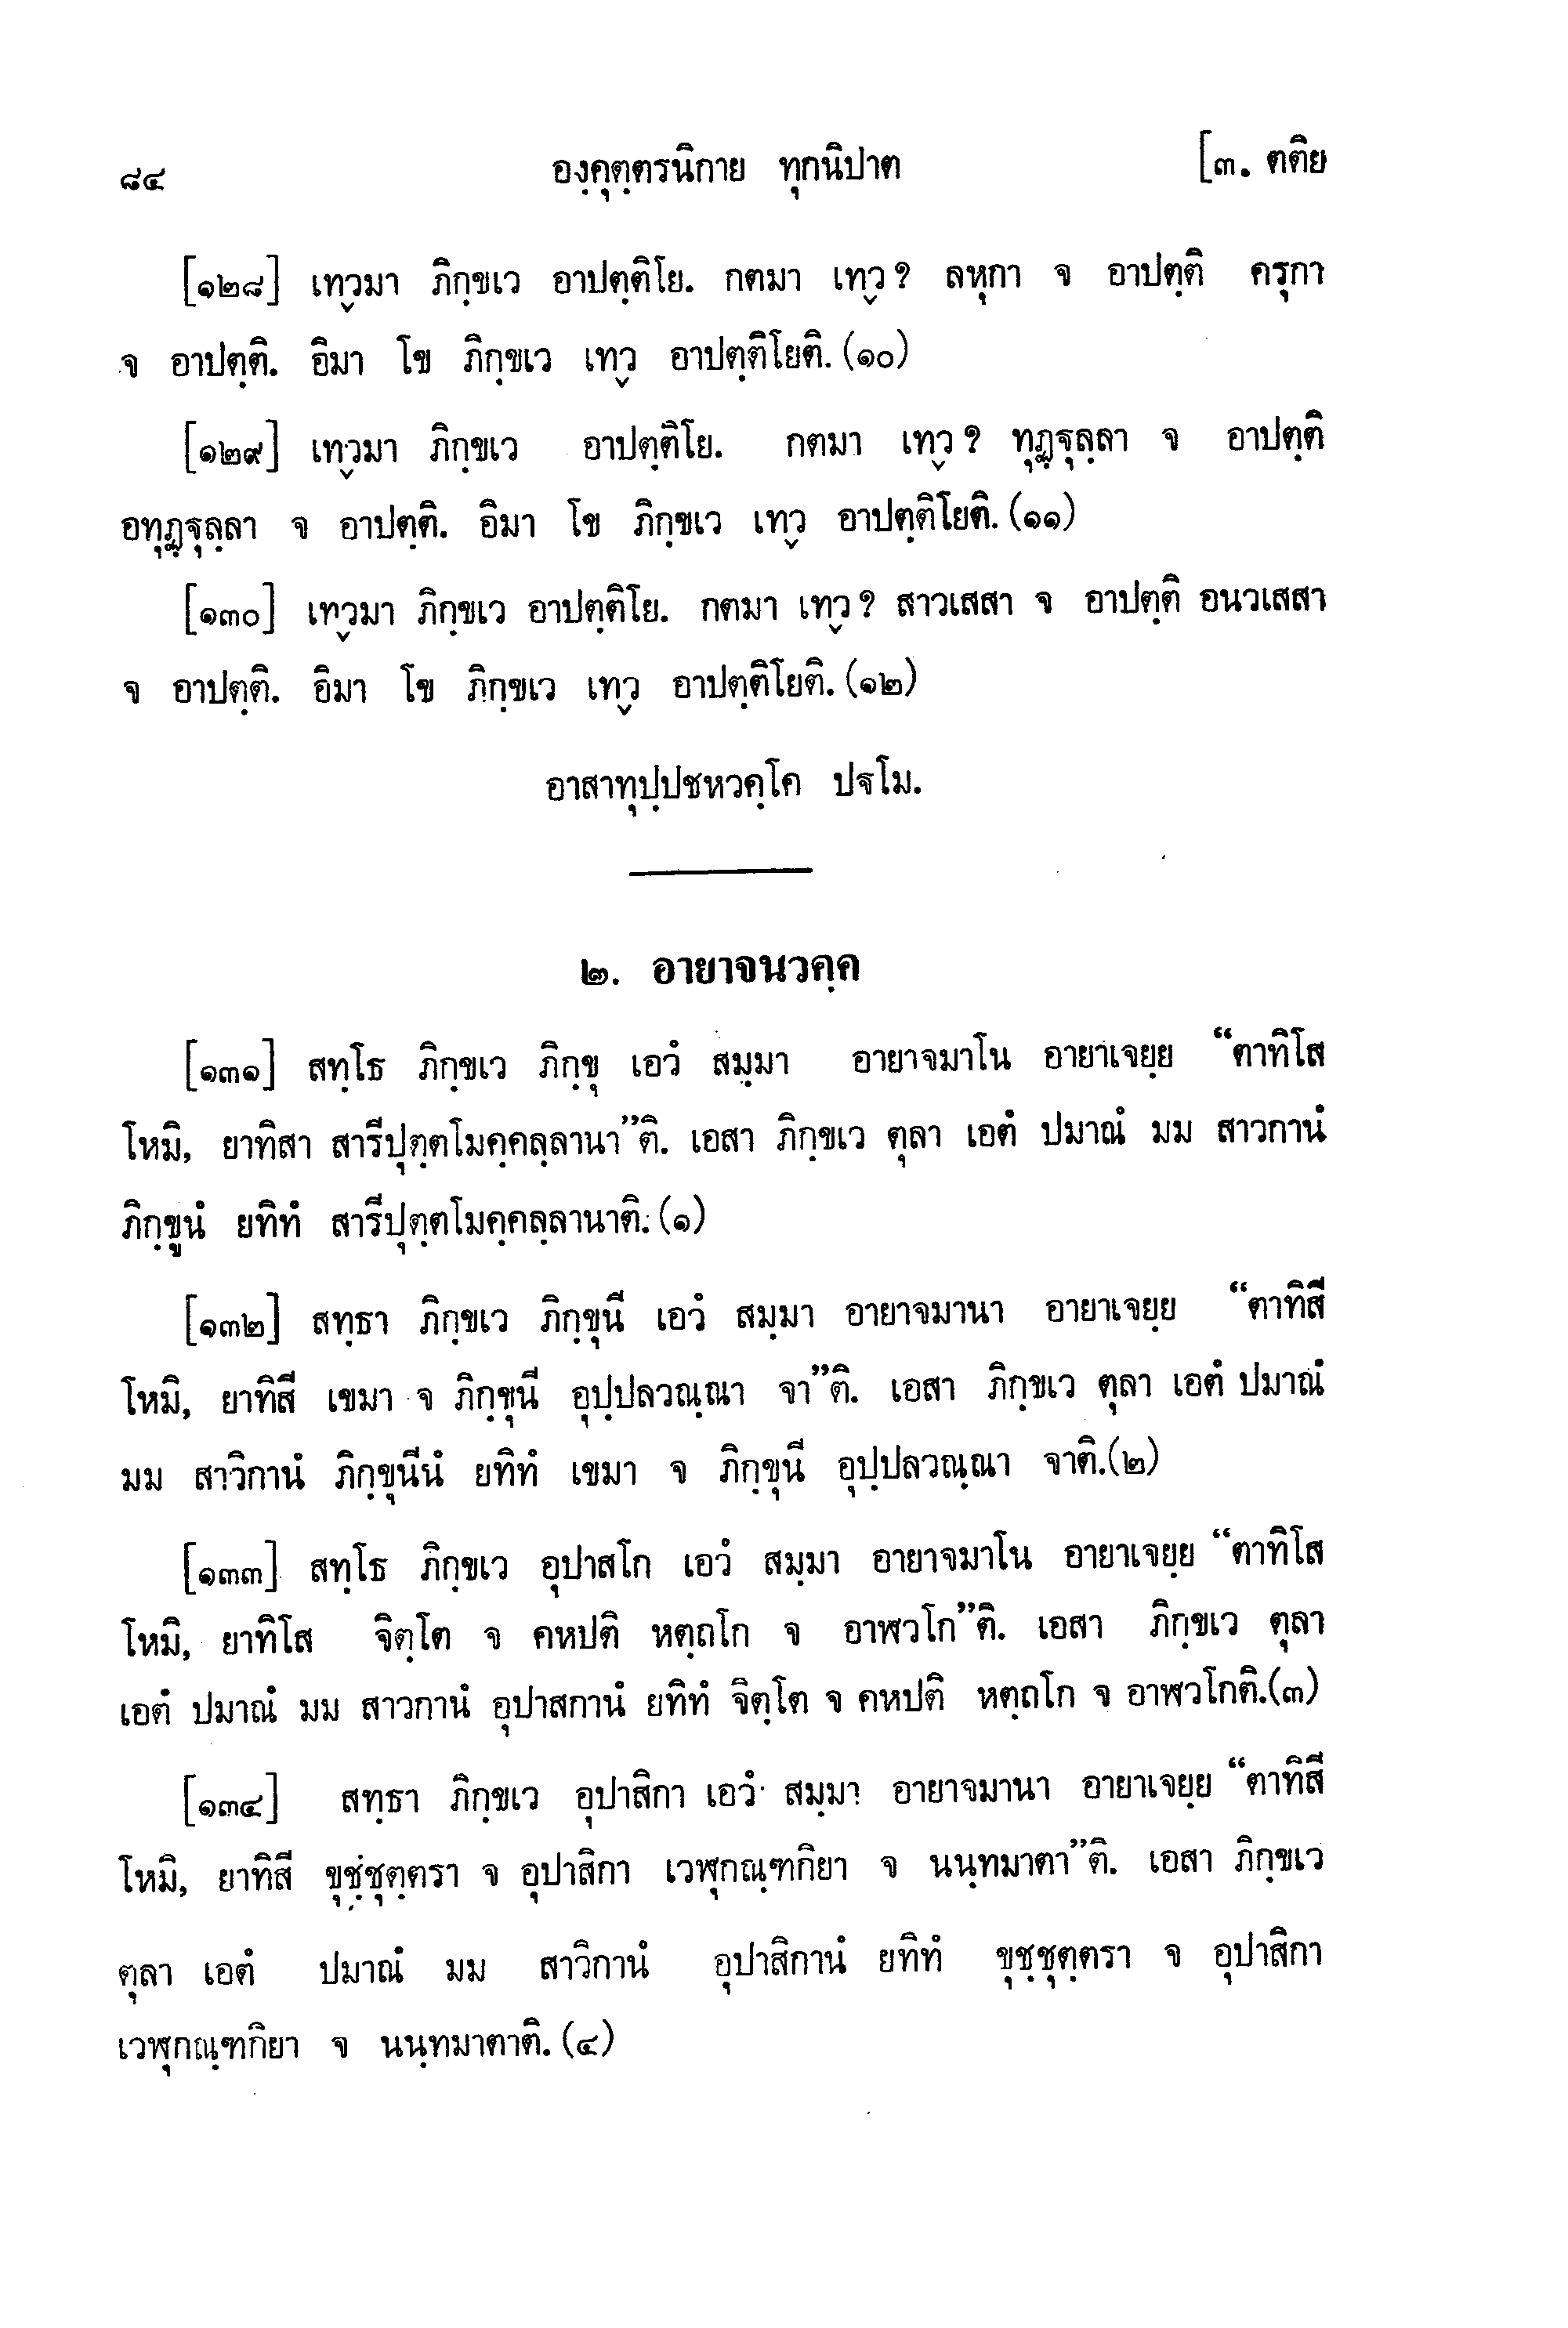 ๘๔ องฺคุตฺตรนิกาย ทุกนิปาต [๓. ตติย
[๑๒๘] เทฺวมา ภิกฺขเว อาปตฺติโย. กตมา เทฺว ? ลหุกา จ อาปตฺติ ครุกา
จ อาปตฺติ. อิมา โข ภิกฺขเว เทฺว อาปตฺติโยติ. (๑๐)
[๑๒๙] เทฺวมา ภิกฺขเว อาปตฺติโย. กตมา เทฺว ? ทุฏฺฐุลฺลา จ อาปตฺติ
อทุฏฺฐุลฺลา จ อาปตฺติ. อิมา โข ภิกฺขเว เทฺว อาปตฺติโยติ. (๑๑)
[๑๓๐] เทฺวมา ภิกฺขเว อาปตฺติโย. กตมา เทฺว ? สาวเสสา จ อาปตฺติ อนวเสสา
จ อาปตฺติ. อิมา โข ภิกฺขเว เทฺว อาปตฺติโยติ. (๑๒)
อาสาทุปฺปชหวคฺโค ปฐโม.
๒. อายาจนวคฺค
[๑๓๑] สทฺโธ ภิกฺขเว ภิกฺขุ เอวํ สมฺมา อายาจมาโน อายาเจยฺย “ตาทิโส
โหมิ, ยาทิสา สารีปุตฺตโมคฺคลฺลานา”ติ. เอสา ภิกฺขเว ตุลา เอตํ ปมาณํ มม สาวกานํ
ภิกฺขูนํ ยทิทํ สารีปุตฺตโมคฺคลฺลานาติ. (๑)
[๑๓๒] สทฺธา ภิกฺขเว ภิกฺขุนี เอวํ สมฺมา อายาจมานา อายาเจยฺย “ตาทิสี
โหมิ, ยาทิสี เขมา จ ภิกฺขุนี อุปฺปลวณฺณา จา”ติ. เอสา ภิกฺขเว ตุลา เอตํ ปมาณํ
มม สาวิกานํ ภิกฺขุนีนํ ยทิทํ เขมา จ ภิกฺขุนี อุปฺปลวณฺณา จาติ.(๒)
[๑๓๓] สทฺโธ ภิกฺขเว อุปาสโก เอวํ สมฺมา อายาจมาโน อายาเจยฺย “ตาทิโส
โหมิ, ยาทิโส จิตฺโต จ คหปติ หตฺถโก จ อาฬวโก”ติ. เอสา ภิกฺขเว ตุลา
เอตํ ปมาณํ มม สาวกานํ อุปาสกานํ ยทิทํ จิตฺโต จ คหปติ หตฺถโก จ อาฬวโกติ.(๓)
[๑๓๔] สทฺธา ภิกฺขเว อุปาสิกา เอวํ สมฺมา อายาจมานา อายาเจยฺย “ตาทิสี
โหมิ, ยาทิสี ขุชฺชุตฺตรา จ อุปาสิกา เวฬุกณฺฑกิยา จ นนฺทมาตา”ติ. เอสา ภิกฺขเว
ตุลา เอตํ ปมาณํ มม สาวิกานํ อุปาสิกานํ ยทิทํ ขุชฺชุตฺตรา จ อุปาสิกา
เวฬุกณฺฑกิยา จ นนฺทมาตาติ. (๔)